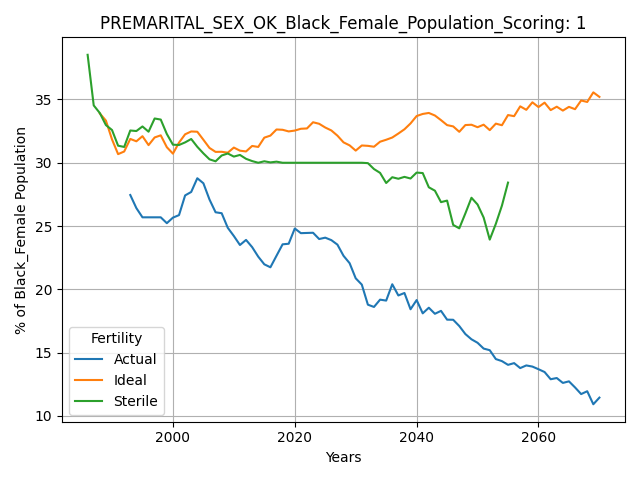 PREMARITAL_SEX_OK_Black_Female_Population_Scoring: 1
% of Black_Female Population
35
30
25
20
15
10
Fertility
Actual
Ideal
Sterile
2000
2020
2040
2060
Years